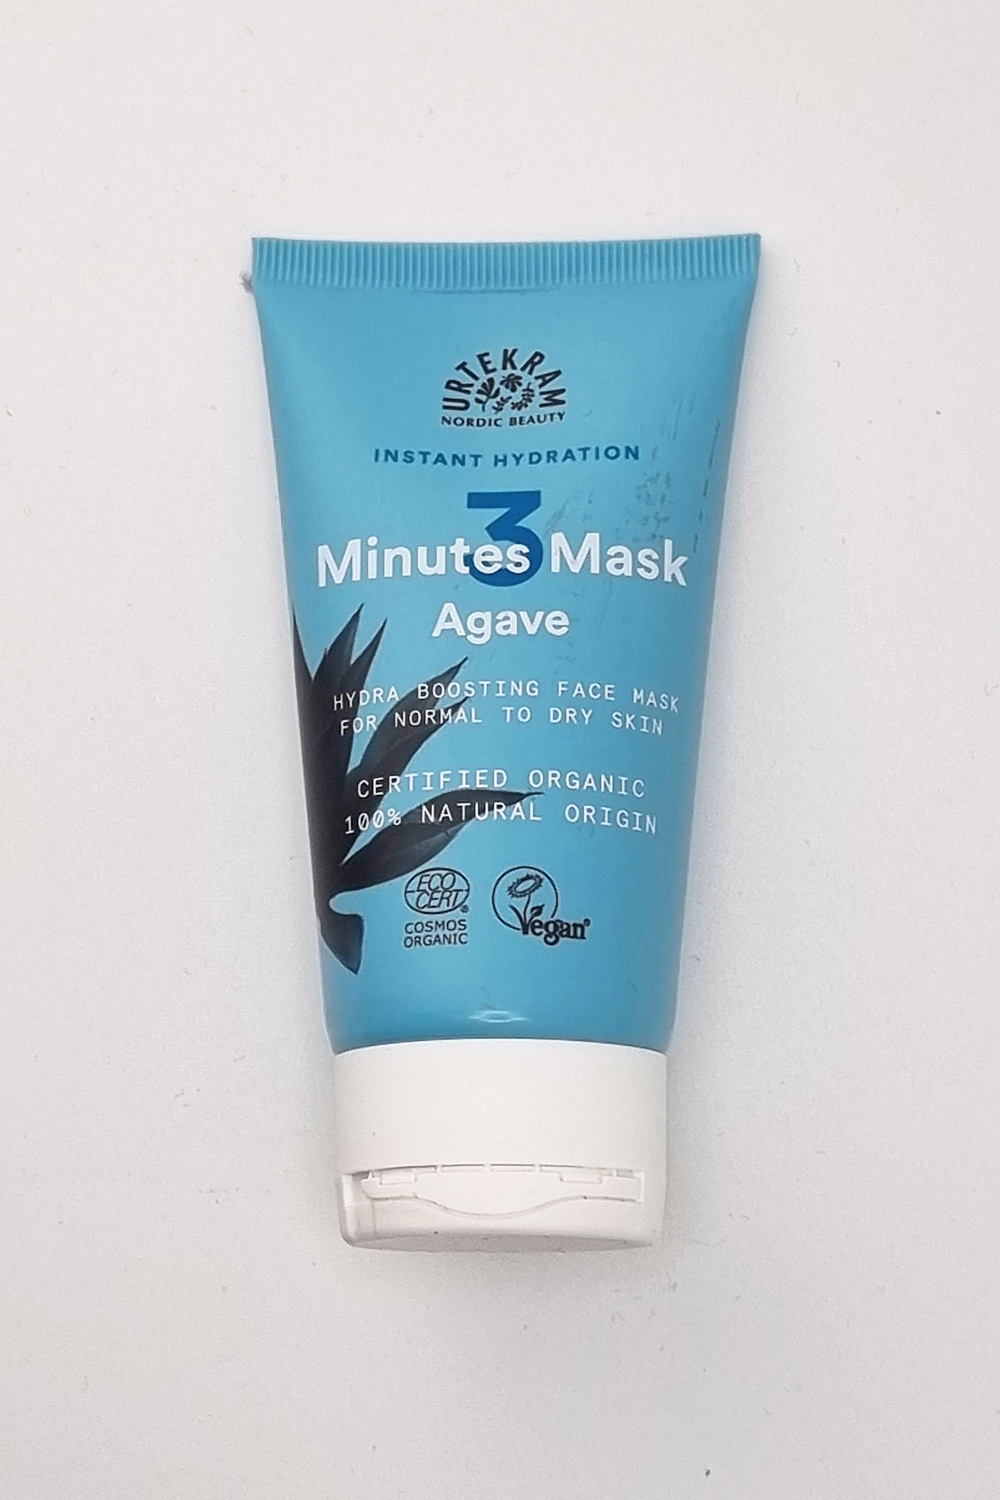 URTEKRAM
NORDIC BEAUTY
INSTANT HYDRATION
3
Minutes Mask
Agave
HYDRA BOOSTING FACE MASK
FOR NORMAL TO DRY SKIN
CERTIFIED ORGANIC
100% NATURAL ORIGIN
ECO
CERT®
COSMOS
ORGANIC
Vegan®